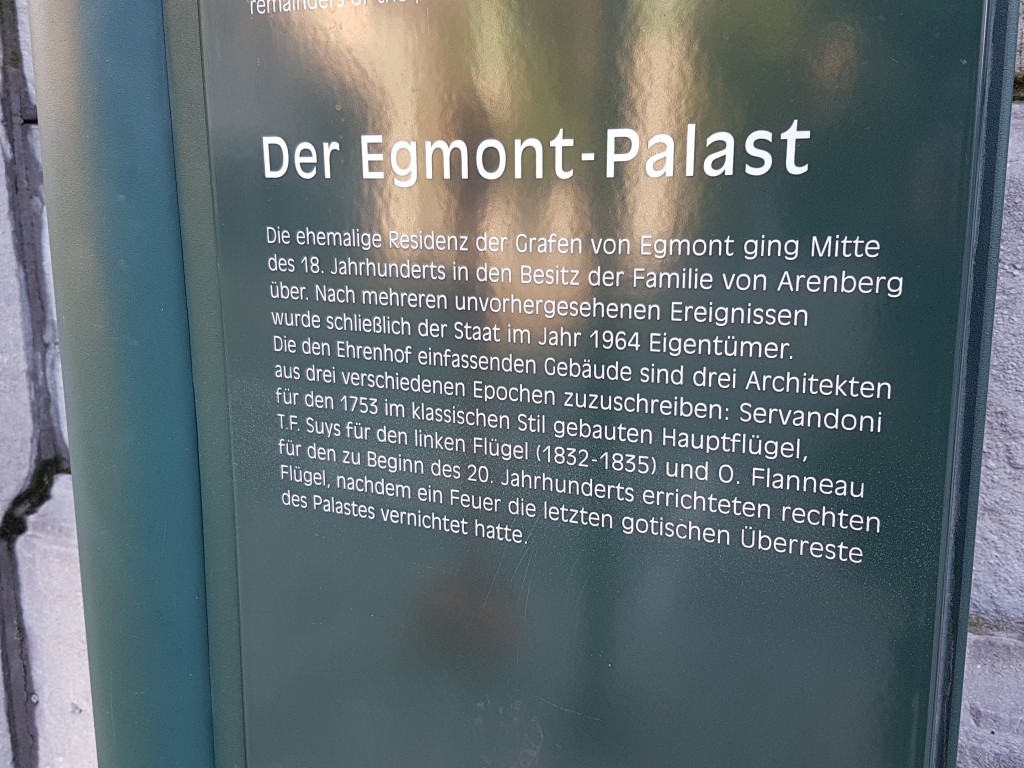 remainders of the
Der Egmont-Palast
Die ehemalige Residenz der Grafen von Egmont ging Mitte
des 18. Jahrhunderts in den Besitz der Familie von Arenberg
über. Nach mehreren unvorhergesehenen Ereignissen
wurde schließlich der Staat im Jahr 1964 Eigentümer.
Die den Ehrenhof einfassenden Gebäude sind drei Architekten
aus drei verschiedenen Epochen zuzuschreiben: Servandoni
für den 1753 im klassischen Stil gebauten Hauptflügel,
T.F. Suys für den linken Flügel (1832-1835) und O. Flanneau
für den zu Beginn des 20. Jahrhunderts errichteten rechten
Flügel, nachdem ein Feuer die letzten gotischen Überreste
des Palastes vernichtet hatte.